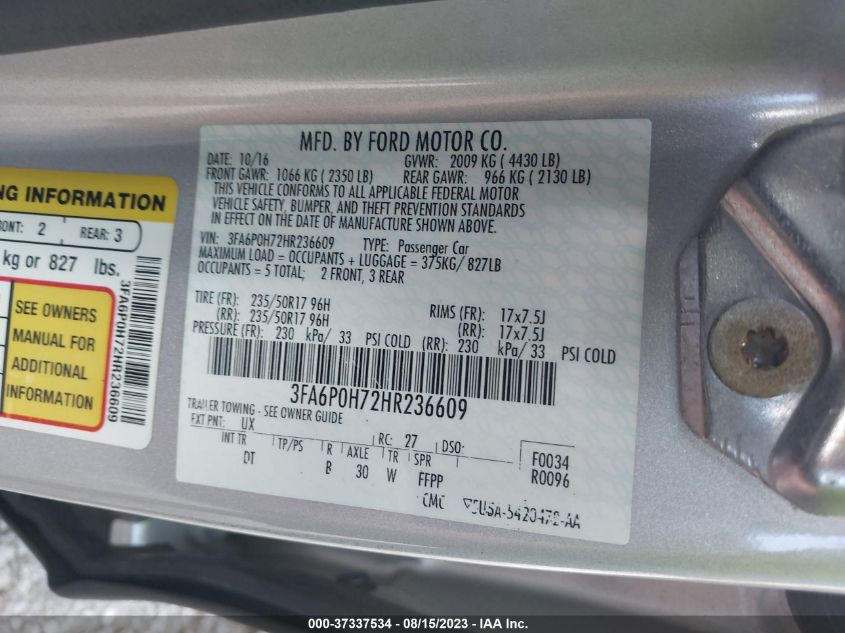 MFD. BY FORD MOTOR CO.
DATE: 10/16 GVWR: 2009 KG ( 4430 LB)
FRONT GAWR: 1066 KG ( 2350 LB) REAR GAWR: 966 KG ( 2130 LB)
THIS VEHICLE CONFORMS TO ALL APPLICABLE FEDERAL MOTOR
VEHICLE SAFETY, BUMPER, AND THEFT PREVENTION STANDARDS
IN EFFECT ON THE DATE OF MANUFACTURE SHOWN ABOVE.
VIN: 3FA6P0H72HR236609 TYPE: Passenger Car
MAXIMUM LOAD = OCCUPANTS + LUGGAGE = 375KG/ 827LB
OCCUPANTS = 5 TOTAL; 2 FRONT, 3 REAR
TIRE (FR): 235/50R17 96H RIMS (FR): 17x7.5J
(RR): 235/50R17 96H (RR): 17x7.5J
PRESSURE (FR): 230 kPa/ 33 PSI COLD (RR): 230 kPa/ 33 PSI COLD
3FA6P0H72HR236609
TRAILER TOWING - SEE OWNER GUIDE
EXT PNT: UX RC: 27 DSO: F0034
INT TR TP/PS R AXLE TR SPR R0096
DT B 30 W FFPP
CMC 5U5A-5420472-AA
NG INFORMATION
RONT: 2 REAR: 3
kg or 827 lbs.
SEE OWNERS
MANUAL FOR
ADDITIONAL
INFORMATION
3FA6P0H72HR236609
000-37337534 - 08/15/2023 - IAA Inc.